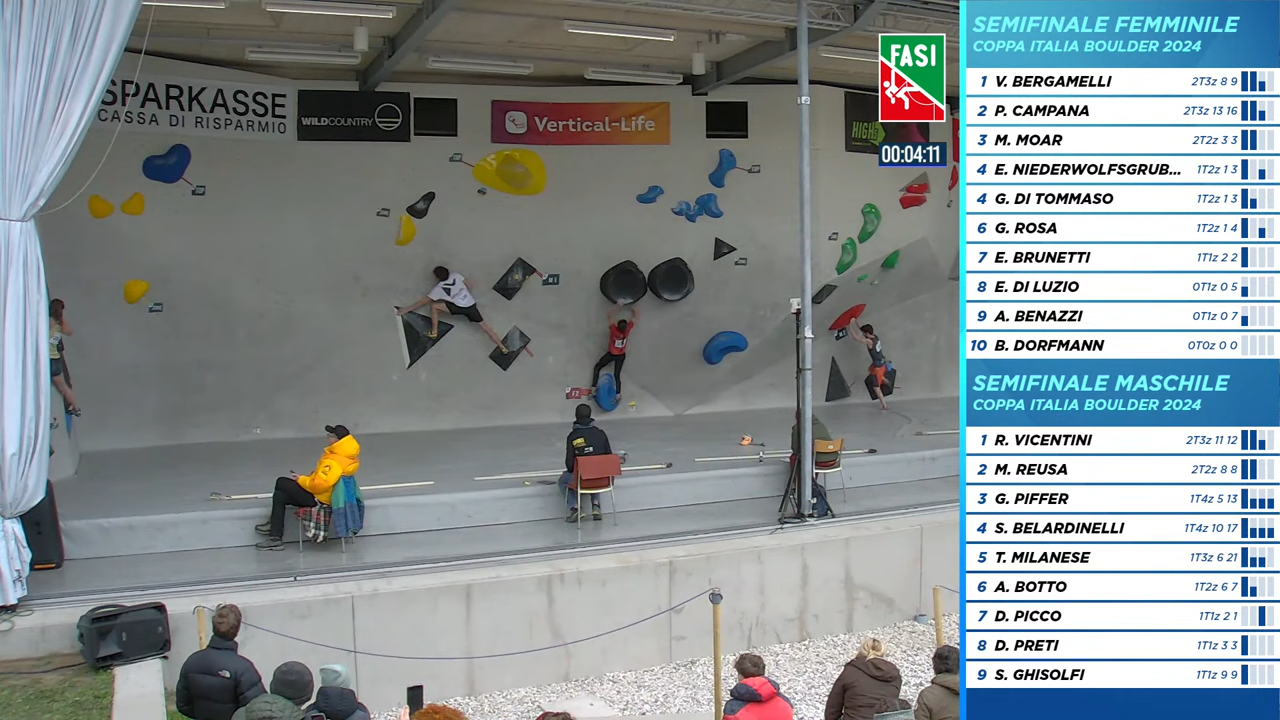 SPARKASSE
CASSA DI RISPARMIO
WILDCOUNTRY
Vertical-Life
FASI
00:04:11
SEMIFINALE FEMMINILE
COPPA ITALIA BOULDER 2024
1 V. BERGAMELLI 2T3z 8 9
2 P. CAMPANA 2T3z 13 16
3 M. MOAR 2T2z 3 3
4 E. NIEDERWOLFSGRUB... 1T2z 1 3
4 G. DI TOMMASO 1T2z 1 3
6 G. ROSA 1T2z 1 4
7 E. BRUNETTI 1T1z 2 2
8 E. DI LUZIO 0T1z 0 5
9 A. BENAZZI 0T1z 0 7
10 B. DORFMANN 0T0z 0 0
SEMIFINALE MASCHILE
COPPA ITALIA BOULDER 2024
1 R. VICENTINI 2T3z 11 12
2 M. REUSA 2T2z 8 8
3 G. PIFFER 1T4z 5 13
4 S. BELARDINELLI 1T4z 10 17
5 T. MILANESE 1T3z 6 21
6 A. BOTTO 1T2z 6 7
7 D. PICCO 1T1z 2 1
8 D. PRETI 1T1z 3 3
9 S. GHISOLFI 1T1z 9 9